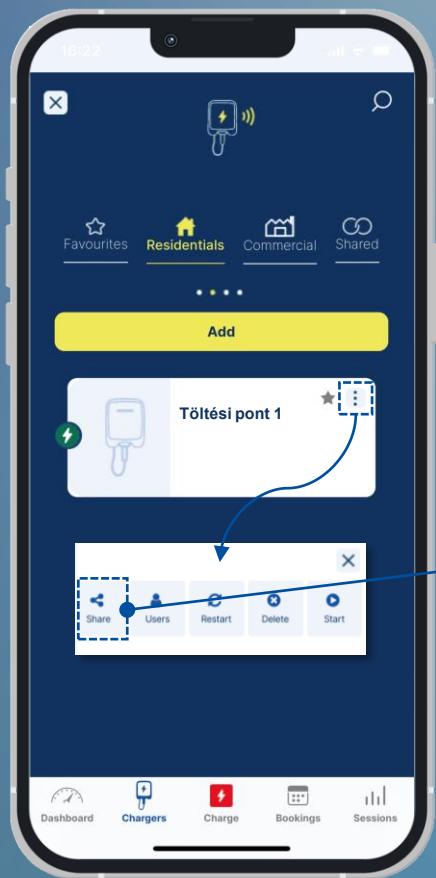 16:22
Favourites Residentials Commercial Shared
Add
Töltési pont 1
Share Users Restart Delete Start
Dashboard Chargers Charge Bookings Sessions